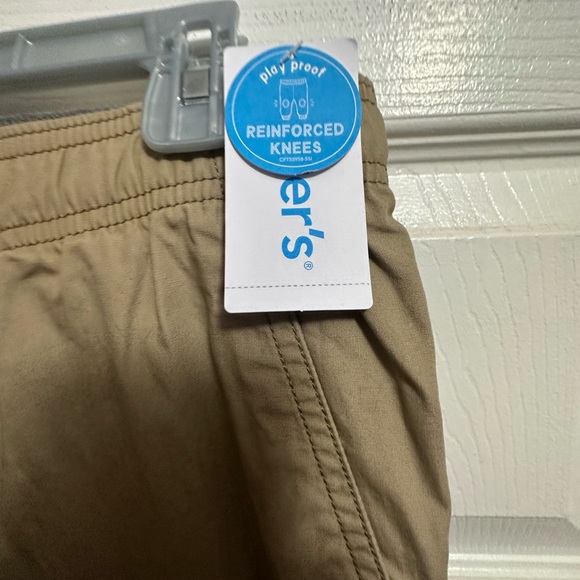 play proof
REINFORCED
KNEES
er's®